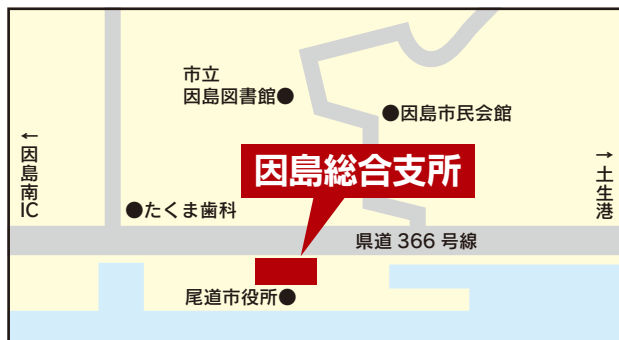 市立
因島図書館●
●因島市民会館
←因島南IC
因島総合支所
→土生港
●たくま歯科
県道 366 号線
尾道市役所●